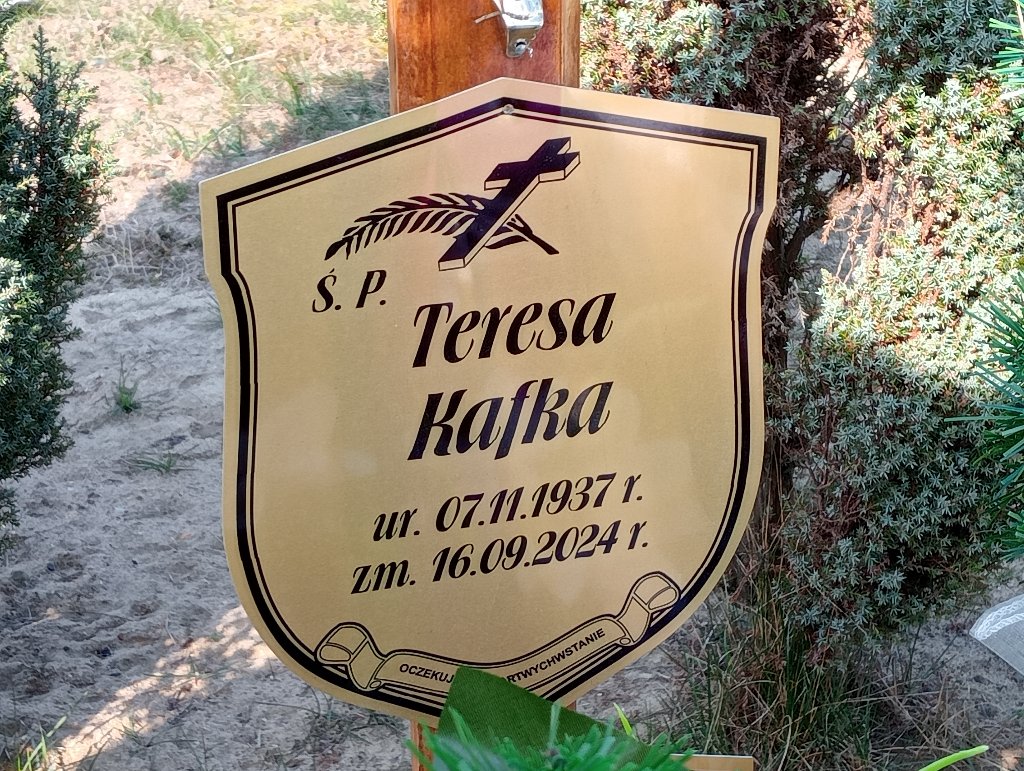 Ś. P.
Teresa
Kafka
ur. 07.11.1937 r.
zm. 16.09.2024 r.